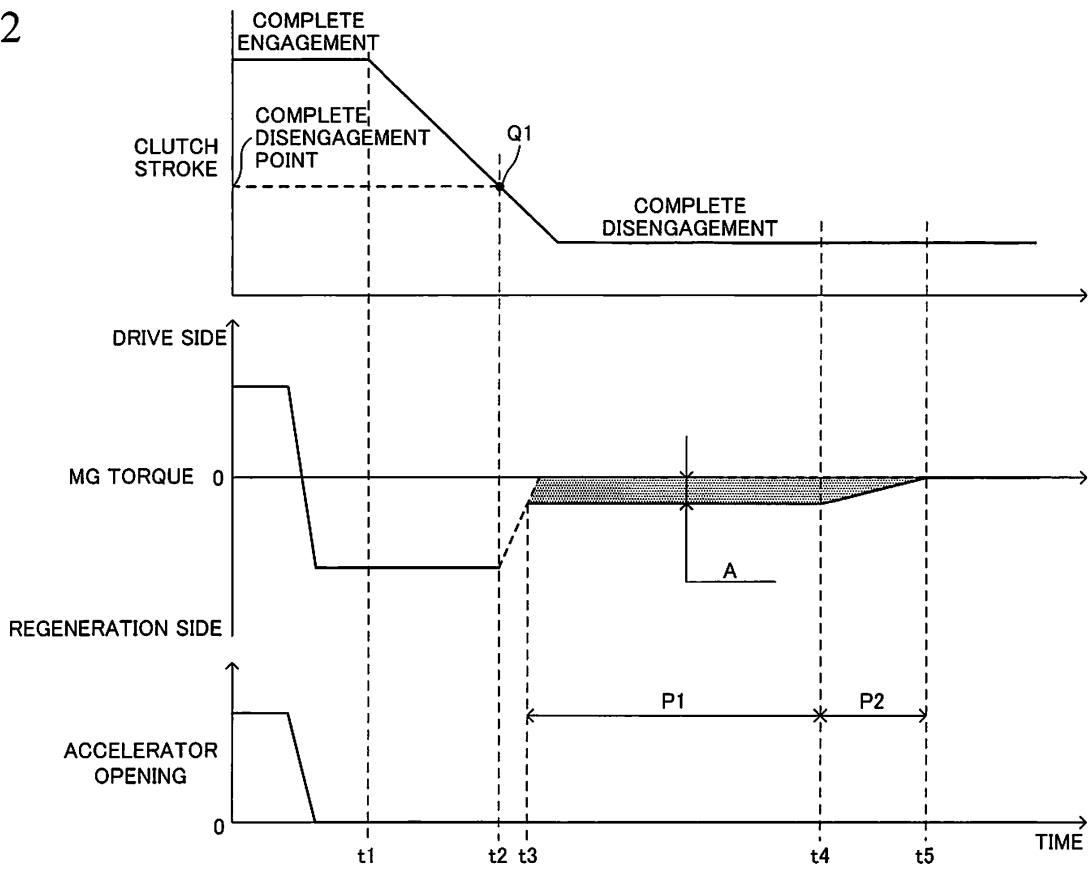 2
COMPLETE
ENGAGEMENT
COMPLETE
DISENGAGEMENT
POINT
CLUTCH
STROKE
Q1
COMPLETE
DISENGAGEMENT
DRIVE SIDE
MG TORQUE 0
A
REGENERATION SIDE
P1 P2
ACCELERATOR
OPENING
0
TIME
t1 t2 t3 t4 t5